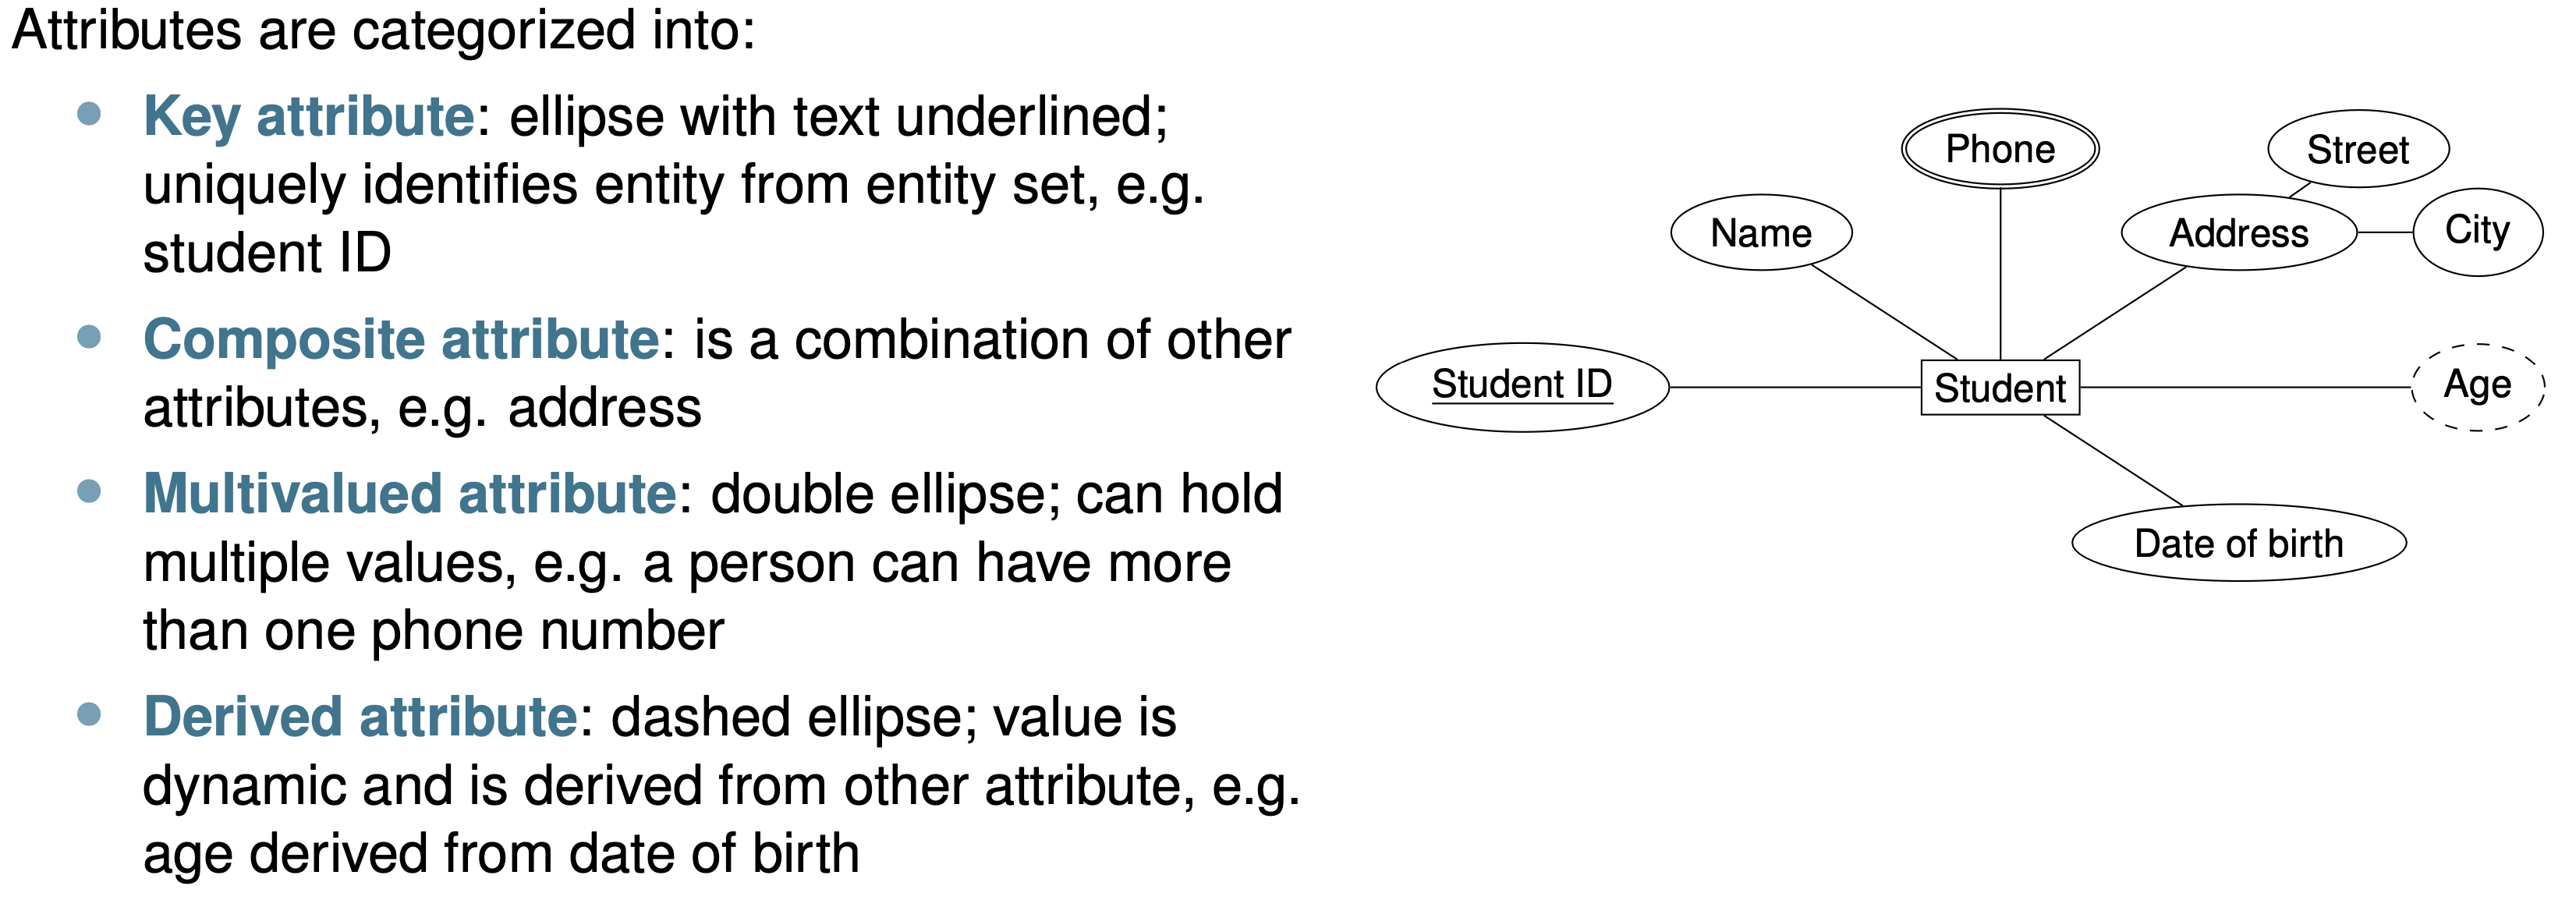 Attributes are categorized into:
Key attribute: ellipse with text underlined;
uniquely identifies entity from entity set, e.g.
student ID
Composite attribute: is a combination of other
attributes, e.g. address
Multivalued attribute: double ellipse; can hold
multiple values, e.g. a person can have more
than one phone number
Derived attribute: dashed ellipse; value is
dynamic and is derived from other attribute, e.g.
age derived from date of birth
Phone
Street
Name
Address
City
Student ID
Student
Age
Date of birth